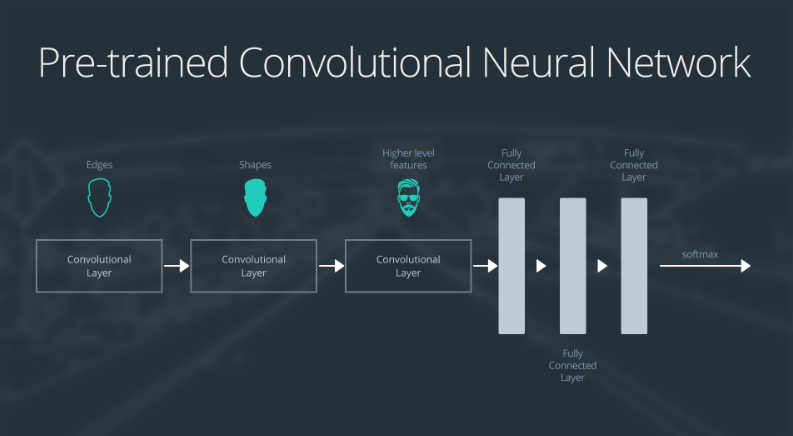 Pre-trained Convolutional Neural Network
Edges
Shapes
Higher level
features
Fully
Connected
Layer
Fully
Connected
Layer
Convolutional
Layer
Convolutional
Layer
Convolutional
Layer
softmax
Fully
Connected
Layer